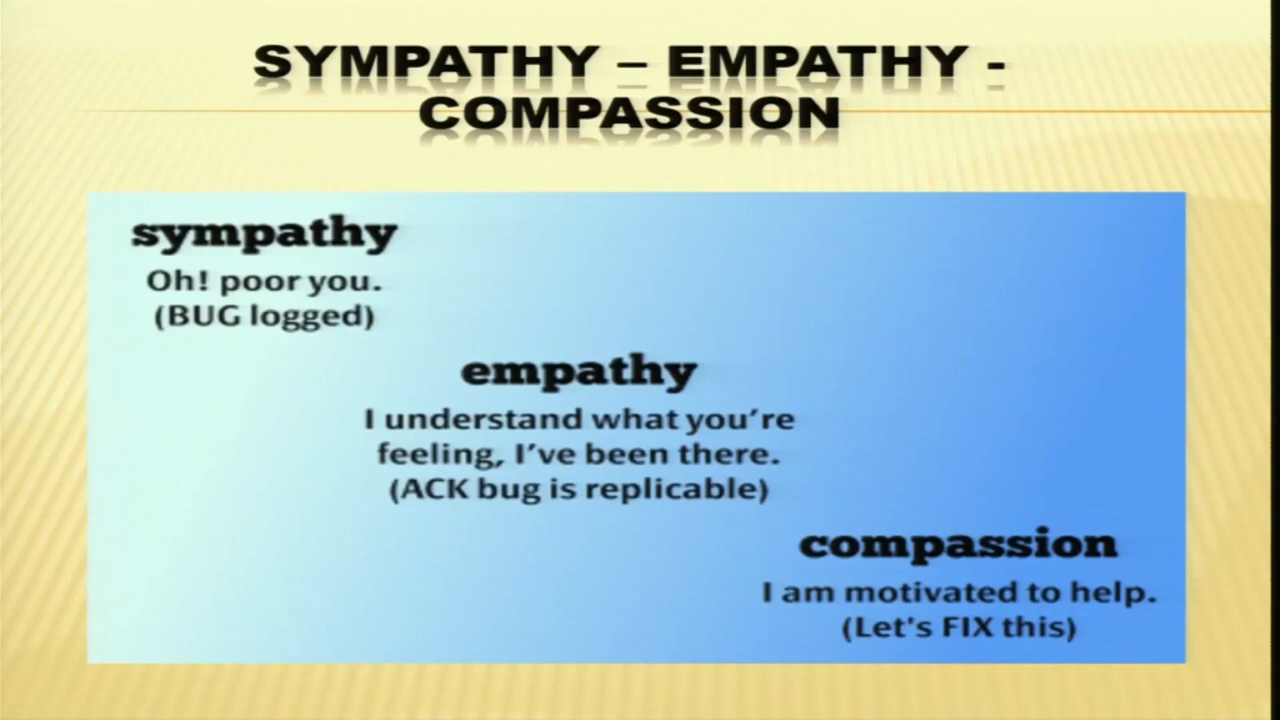 SYMPATHY – EMPATHY -
COMPASSION
sympathy
Oh! poor you.
(BUG logged)
empathy
I understand what you’re
feeling, I’ve been there.
(ACK bug is replicable)
compassion
I am motivated to help.
(Let's FIX this)